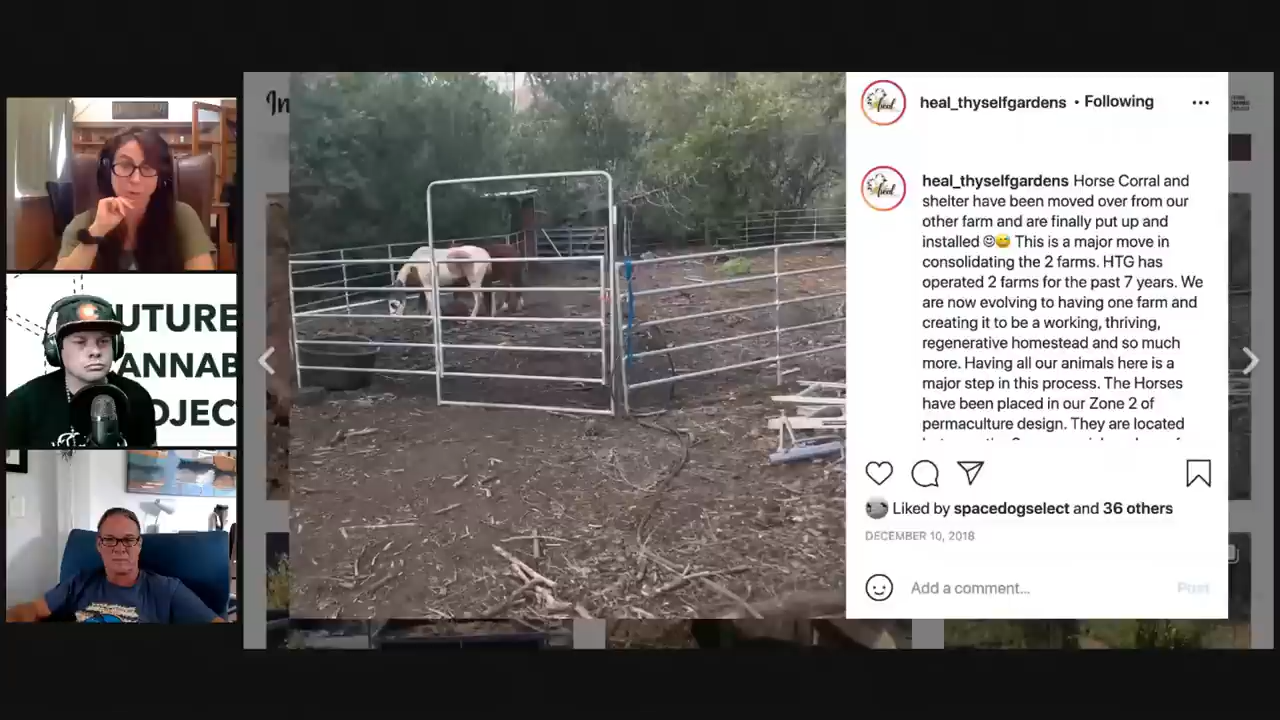 UTURE
ANNAB
OJEC
In
heal_thyselfgardens • Following
heal
heal_thyselfgardens Horse Corral and
shelter have been moved over from our
other farm and are finally put up and
installed ☺😅 This is a major move in
consolidating the 2 farms. HTG has
operated 2 farms for the past 7 years. We
are now evolving to having one farm and
creating it to be a working, thriving,
regenerative homestead and so much
more. Having all our animals here is a
major step in this process. The Horses
have been placed in our Zone 2 of
permaculture design. They are located
Liked by spacedogselect and 36 others
DECEMBER 10, 2018
Add a comment...
Post